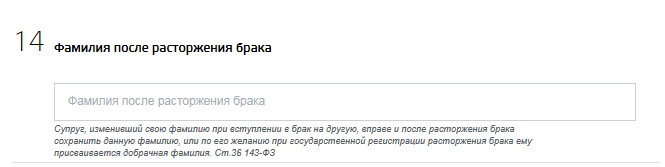 14 Фамилия после расторжения брака
Фамилия после расторжения брака
Супруг, изменивший свою фамилию при вступлении в брак на другую, вправе и после расторжения брака
сохранить данную фамилию, или по его желанию при государственной регистрации расторжения брака ему
присваивается добрачная фамилия. Ст.36 143-ФЗ